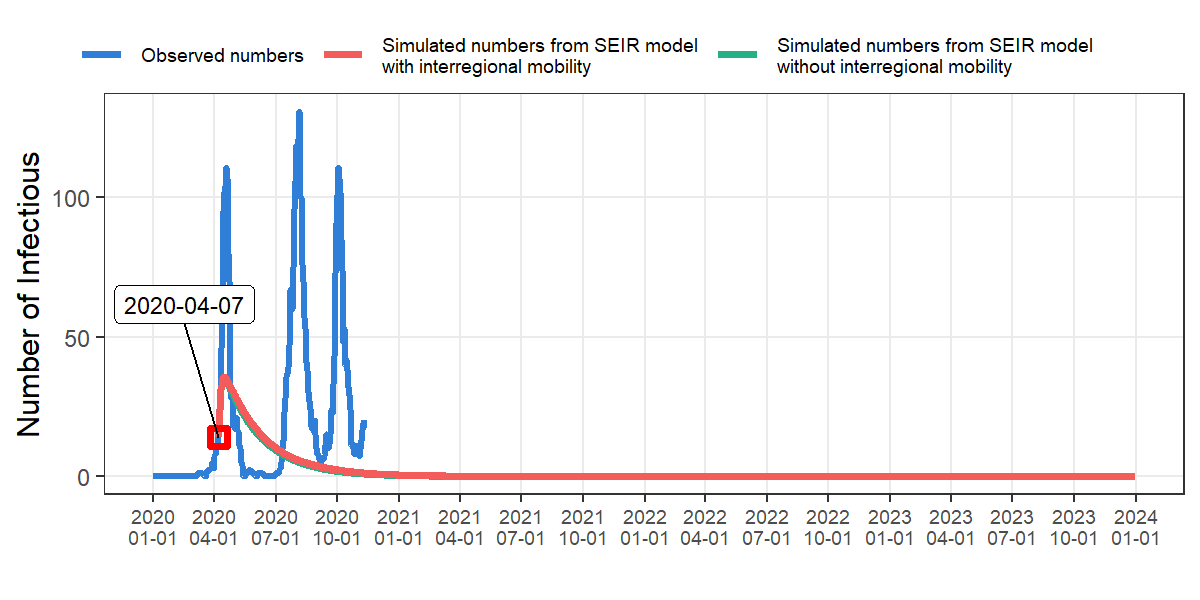 Observed numbers
Simulated numbers from SEIR model
with interregional mobility
Simulated numbers from SEIR model
without interregional mobility
Number of Infectious
100
50
0
2020-04-07
2020 2020 2020 2020 2021 2021 2021 2021 2022 2022 2022 2022 2023 2023 2023 2023 2024
01-01 04-01 07-01 10-01 01-01 04-01 07-01 10-01 01-01 04-01 07-01 10-01 01-01 04-01 07-01 10-01 01-01